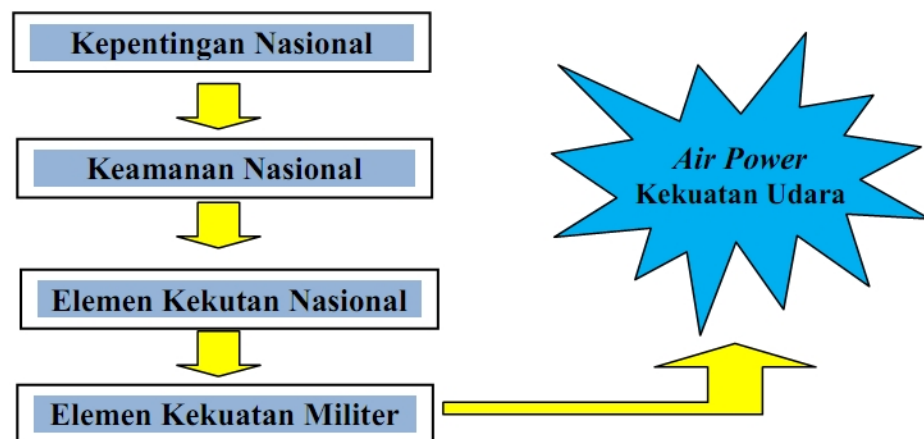 Kepentingan Nasional
Keamanan Nasional
Elemen Kekutan Nasional
Elemen Kekuatan Militer
Air Power
Kekuatan Udara